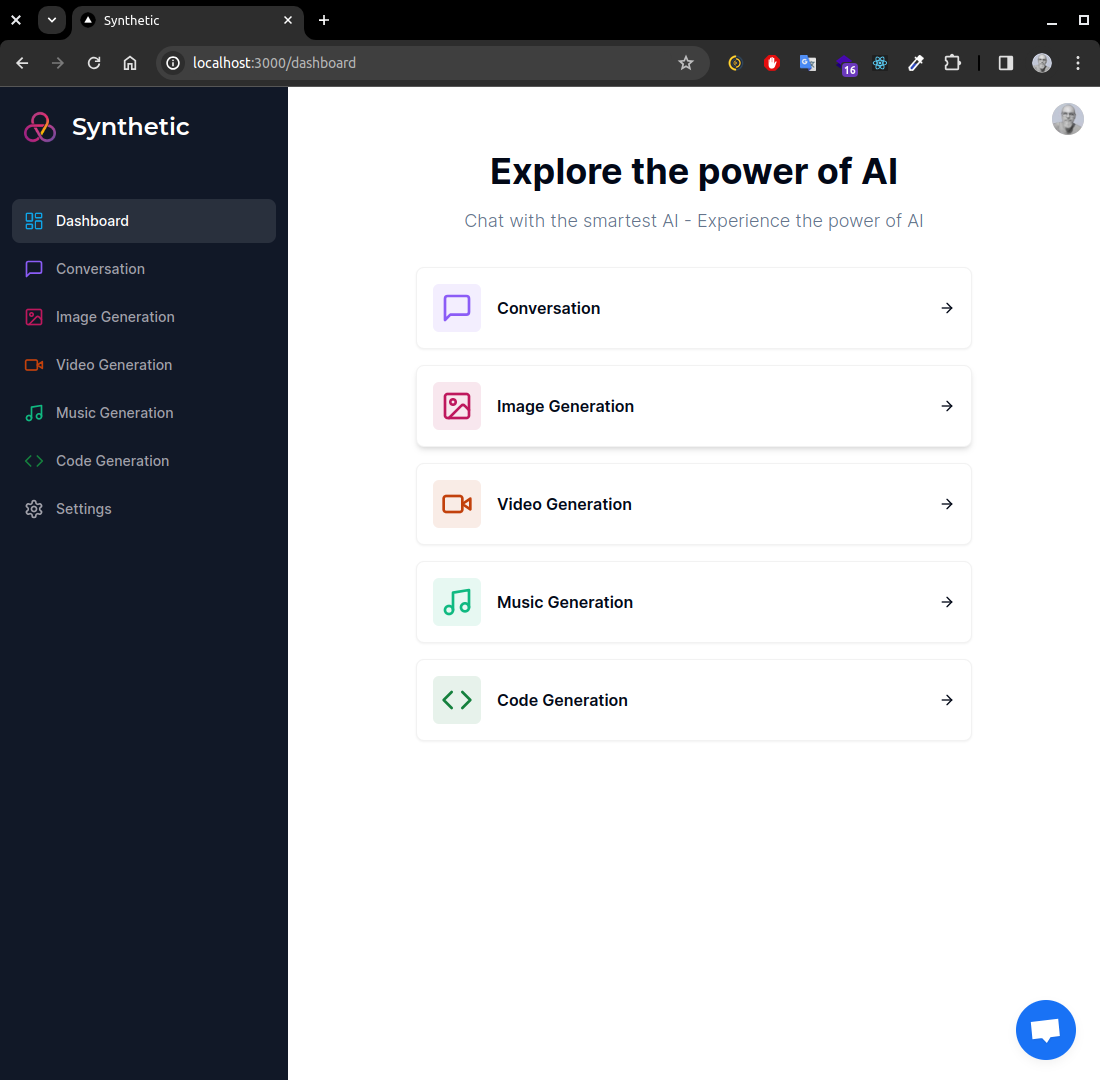 Synthetic
localhost:3000/dashboard
16
Synthetic
Dashboard
Conversation
Image Generation
Video Generation
Music Generation
Code Generation
Settings
Explore the power of AI
Chat with the smartest AI - Experience the power of AI
Conversation
Image Generation
Video Generation
Music Generation
Code Generation